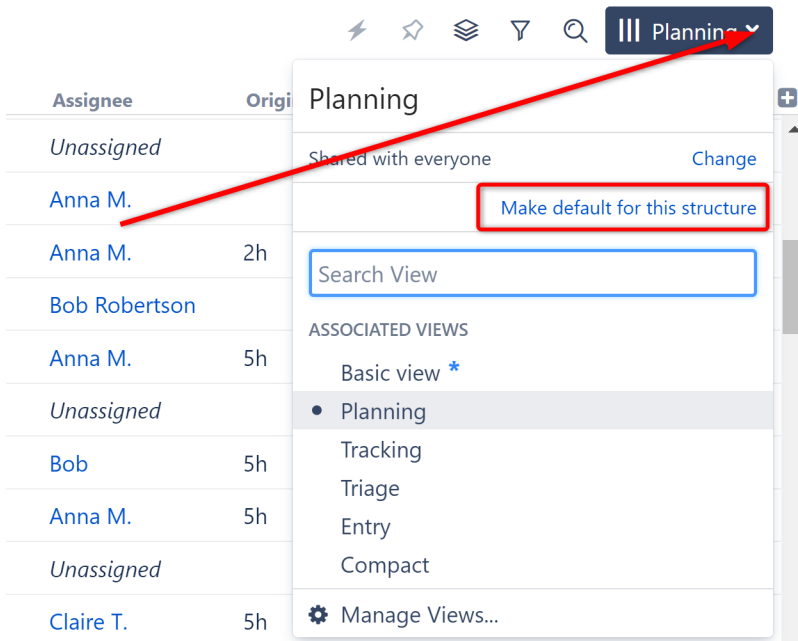 Planning
Assignee Origi
Unassigned
Anna M.
Anna M. 2h
Bob Robertson
Anna M. 5h
Unassigned
Bob 5h
Anna M. 5h
Unassigned
Claire T. 5h
Planning
Shared with everyone Change
Make default for this structure
Search View
ASSOCIATED VIEWS
Basic view *
Planning
Tracking
Triage
Entry
Compact
Manage Views...